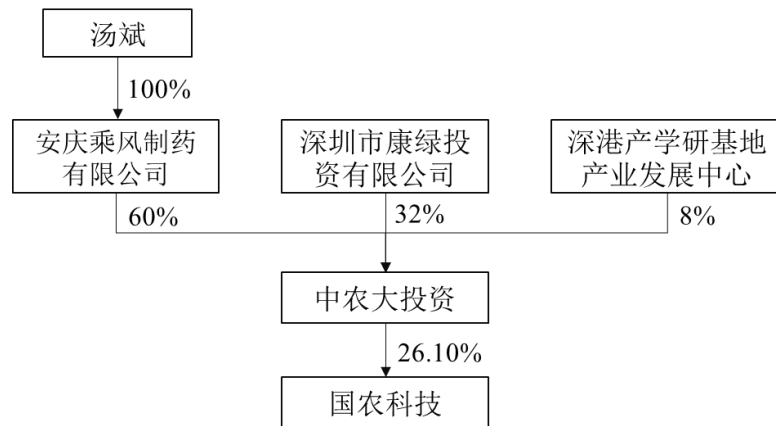 汤斌
100%
安庆乘风制药
有限公司
深圳市康绿投
资有限公司
深港产学研基地
产业发展中心
60%
32%
8%
中农大投资
26.10%
国农科技